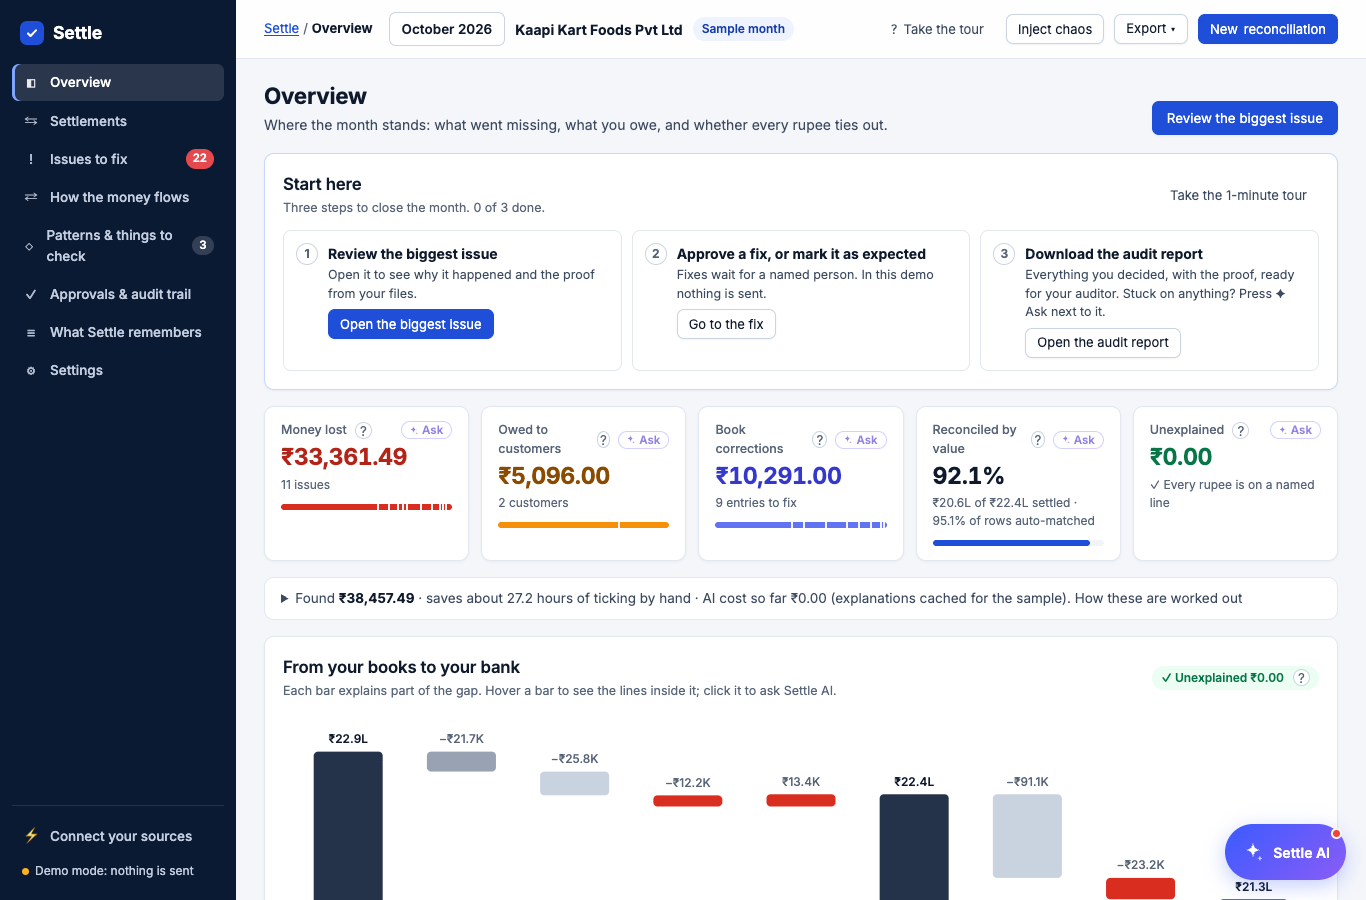 Settle
Overview
Settlements
! Issues to fix 22
How the money flows
Patterns & things to check 3
✓ Approvals & audit trail
What Settle remembers
Settings
Connect your sources
Demo mode: nothing is sent
Settle / Overview October 2026 Kaapi Kart Foods Pvt Ltd Sample month ? Take the tour Inject chaos Export New reconciliation
Overview
Where the month stands: what went missing, what you owe, and whether every rupee ties out.
Review the biggest issue
Start here
Three steps to close the month. 0 of 3 done.
Take the 1-minute tour
1 Review the biggest issue
Open it to see why it happened and the proof
from your files.
Open the biggest issue
2 Approve a fix, or mark it as expected
Fixes wait for a named person. In this demo
nothing is sent.
Go to the fix
3 Download the audit report
Everything you decided, with the proof, ready
for your auditor. Stuck on anything? Press ✦
Ask next to it.
Open the audit report
Money lost ? Ask
₹33,361.49
11 issues
Owed to
customers ? Ask
₹5,096.00
2 customers
Book
corrections ? Ask
₹10,291.00
9 entries to fix
Reconciled by
value ? Ask
92.1%
₹20.6L of ₹22.4L settled ·
95.1% of rows auto-matched
Unexplained ? Ask
₹0.00
✓ Every rupee is on a named
line
Found ₹38,457.49 · saves about 27.2 hours of ticking by hand · AI cost so far ₹0.00 (explanations cached for the sample). How these are worked out
From your books to your bank
Each bar explains part of the gap. Hover a bar to see the lines inside it; click it to ask Settle AI.
✓ Unexplained ₹0.00 ?
₹22.9L
−₹21.7K
−₹25.8K
−₹12.2K
₹13.4K
₹22.4L
−₹91.1K
−₹23.2K
₹21.3L
Settle AI